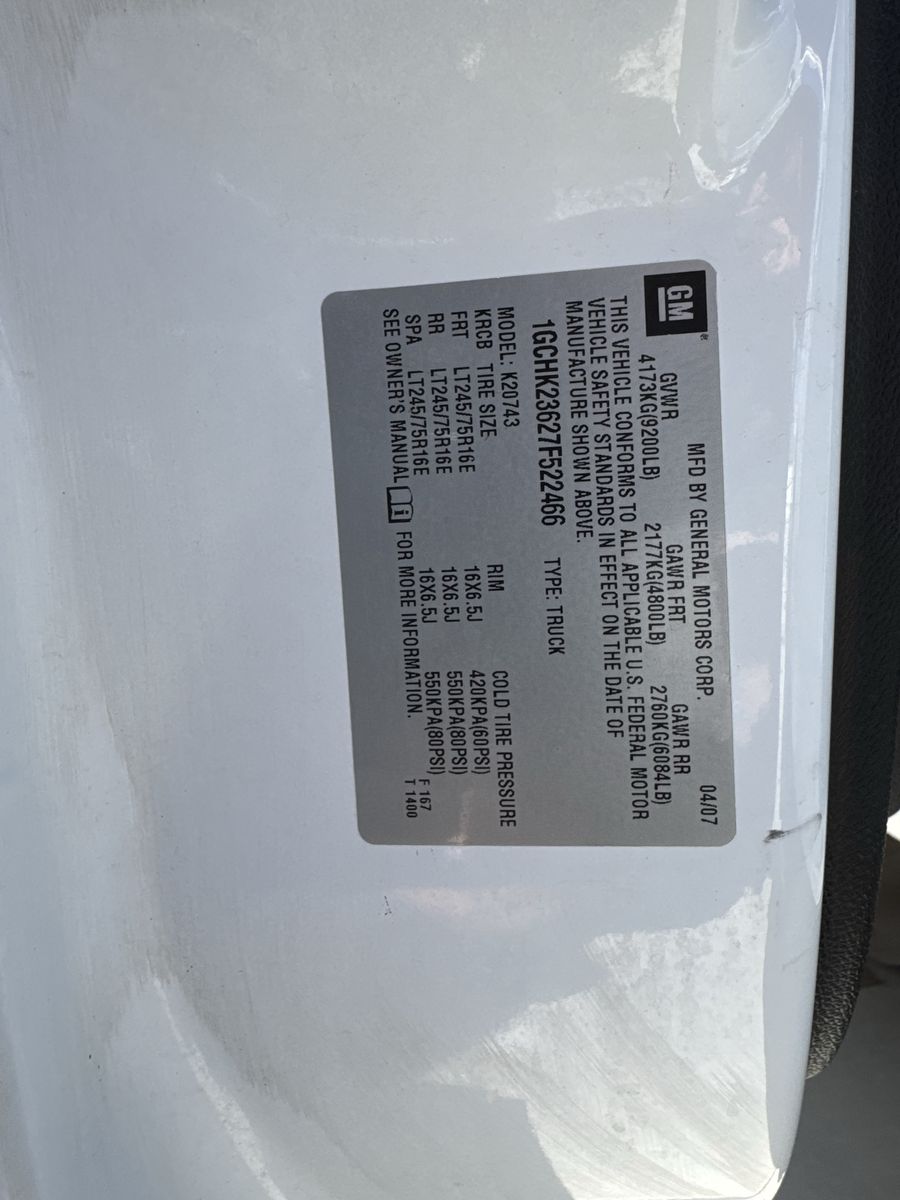 GM
MFD BY GENERAL MOTORS CORP. 04/07
GVWR GAWR FRT GAWR RR
4173KG(9200LB) 2177KG(4800LB) 2760KG(6084LB)
THIS VEHICLE CONFORMS TO ALL APPLICABLE U.S. FEDERAL MOTOR
VEHICLE SAFETY STANDARDS IN EFFECT ON THE DATE OF
MANUFACTURE SHOWN ABOVE.
1GCHK23627F522466 TYPE: TRUCK
MODEL: K20743
KRCB TIRE SIZE RIM COLD TIRE PRESSURE
FRT LT245/75R16E 16X6.5J 420KPA(60PSI)
RR LT245/75R16E 16X6.5J 550KPA(80PSI)
SPA LT245/75R16E 16X6.5J 550KPA(80PSI) F 167
SEE OWNER'S MANUAL FOR MORE INFORMATION. T 1400